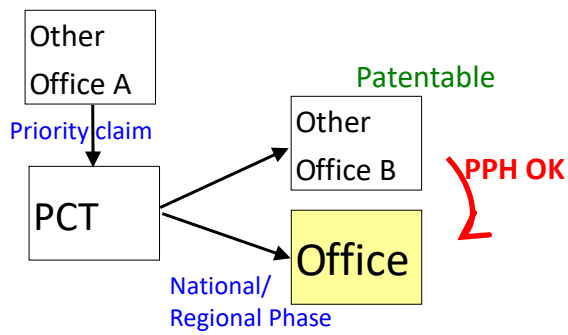 Other
Office A
Priority claim
PCT
Patentable
Other
Office B
PPH OK
Office
National/
Regional Phase